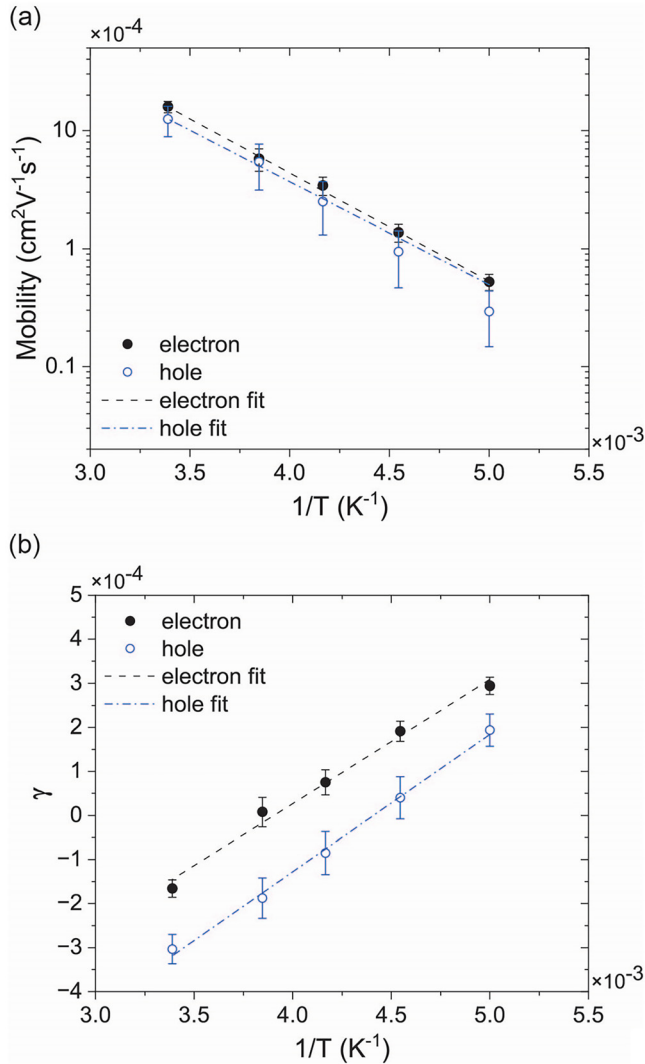 (a)
×10⁻⁴
10
1
0.1
Mobility (cm²V⁻¹s⁻¹)
electron
hole
electron fit
hole fit
×10⁻³
3.0 3.5 4.0 4.5 5.0 5.5
1/T (K⁻¹)
(b)
×10⁻⁴
5
4
3
2
1
0
−1
−2
−3
−4
γ
electron
hole
electron fit
hole fit
×10⁻³
3.0 3.5 4.0 4.5 5.0 5.5
1/T (K⁻¹)